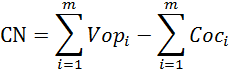 CN = \sum_{i=1}^{m} Vop_i - \sum_{i=1}^{m} Coc_i